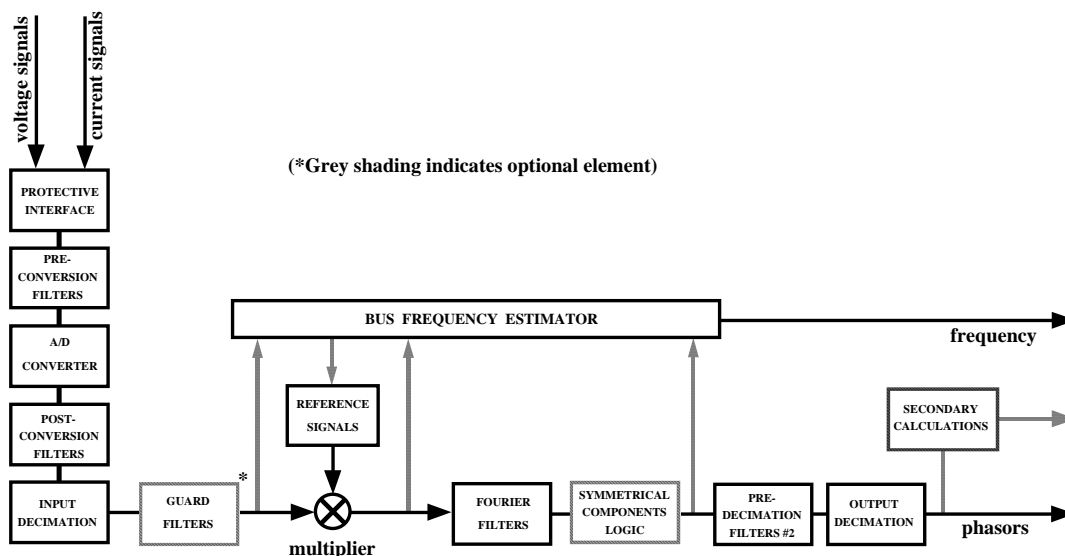 voltage signals
current signals
(*Grey shading indicates optional element)
PROTECTIVE
INTERFACE
PRE-
CONVERSION
FILTERS
A/D
CONVERTER
POST-
CONVERSION
FILTERS
INPUT
DECIMATION
GUARD
FILTERS
*
BUS FREQUENCY ESTIMATOR
frequency
REFERENCE
SIGNALS
multiplier
FOURIER
FILTERS
SYMMETRICAL
COMPONENTS
LOGIC
PRE-
DECIMATION
FILTERS #2
OUTPUT
DECIMATION
SECONDARY
CALCULATIONS
phasors